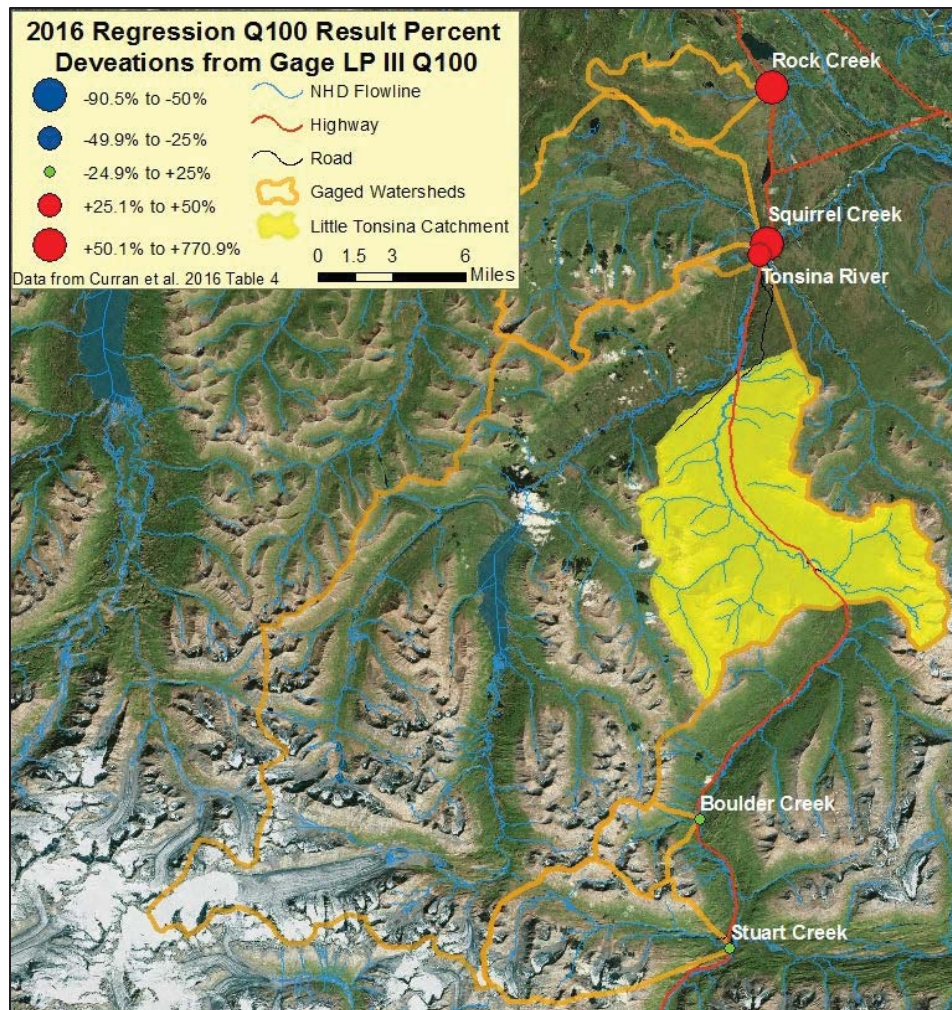 2016 Regression Q100 Result Percent
Deveations from Gage LP III Q100
-90.5% to -50%
-49.9% to -25%
-24.9% to +25%
+25.1% to +50%
+50.1% to +770.9%
NHD Flowline
Highway
Road
Gaged Watersheds
Little Tonsina Catchment
0 1.5 3 6
Miles
Data from Curran et al. 2016 Table 4
Rock Creek
Squirrel Creek
Tonsina River
Boulder Creek
Stuart Creek